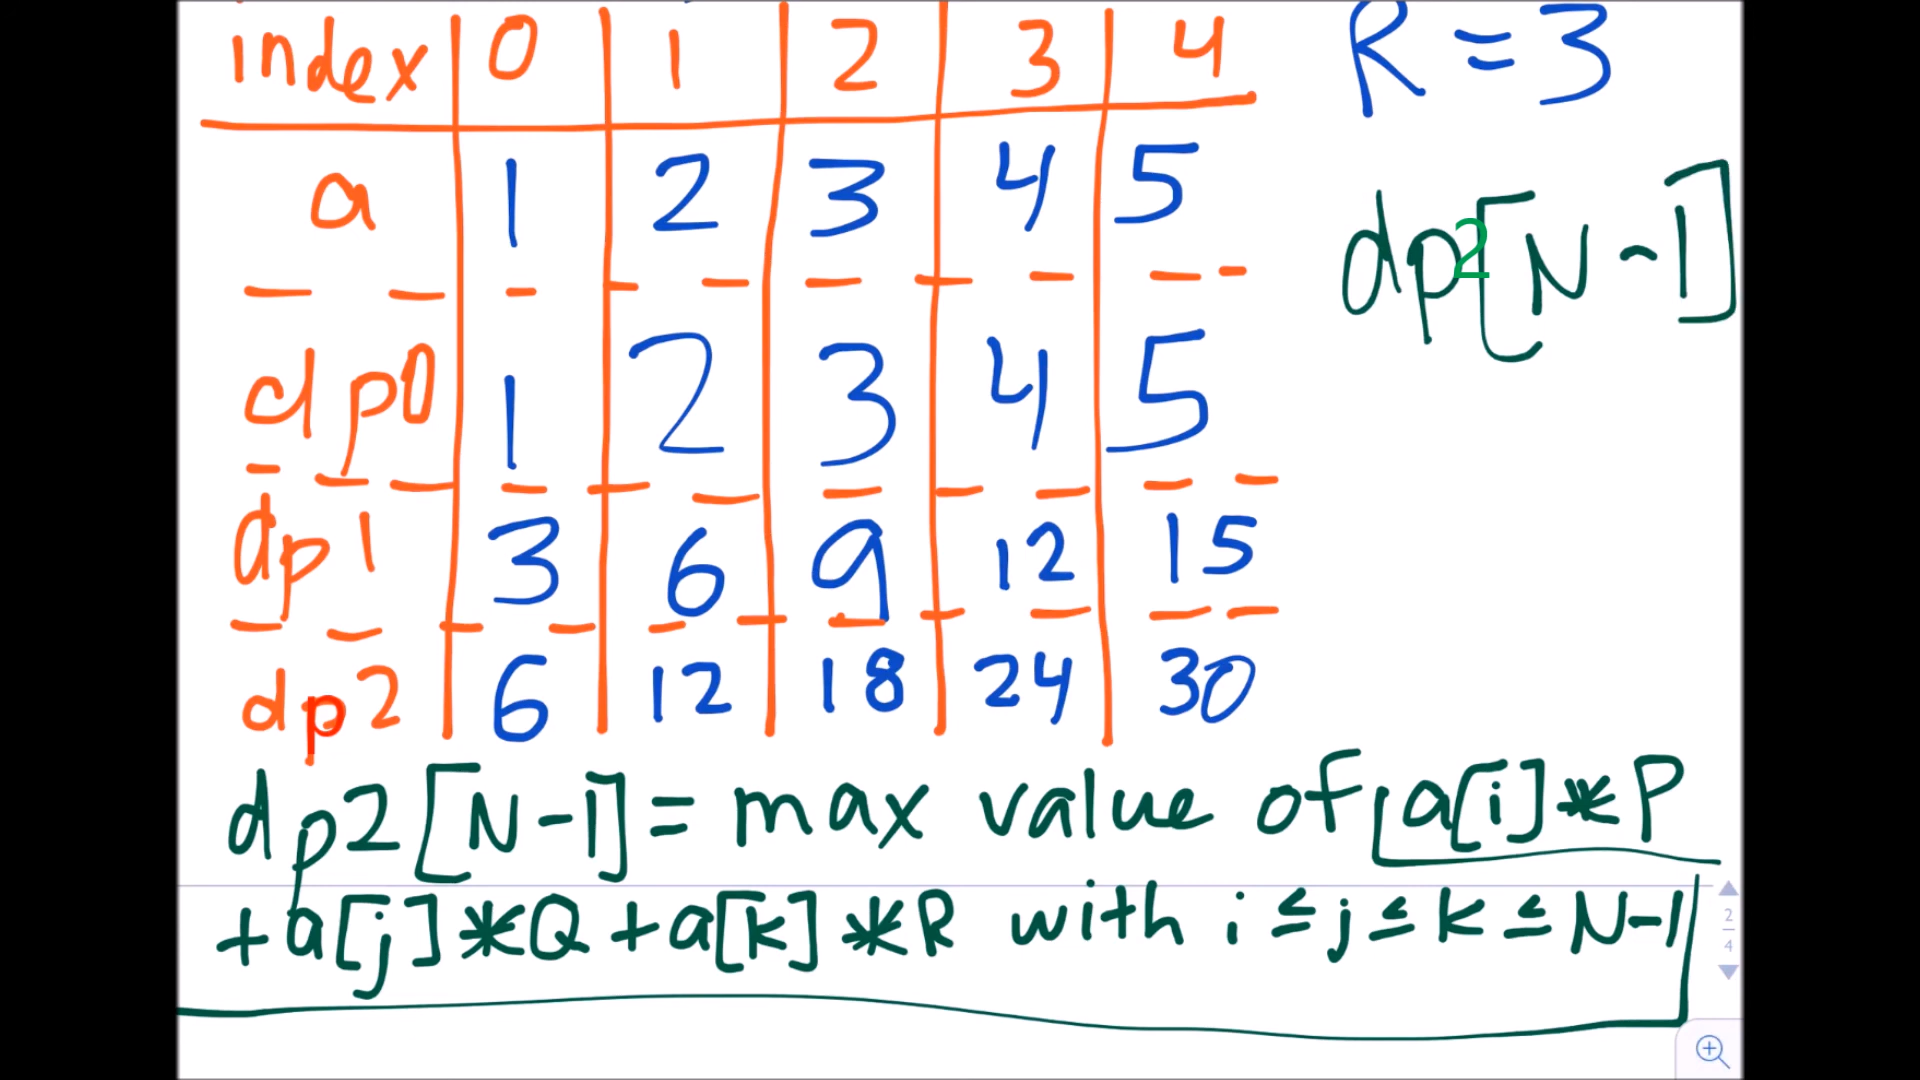 index 0 1 2 3 4 R = 3
a 1 2 3 4 5
dp2[N-1]
dp0 1 2 3 4 5
dp1 3 6 9 12 15
dp2 6 12 18 24 30
dp2[N-1] = max value of [a[i]*P
+a[j]*Q+a[k]*R with i ≤ j ≤ k ≤ N-1
2
4